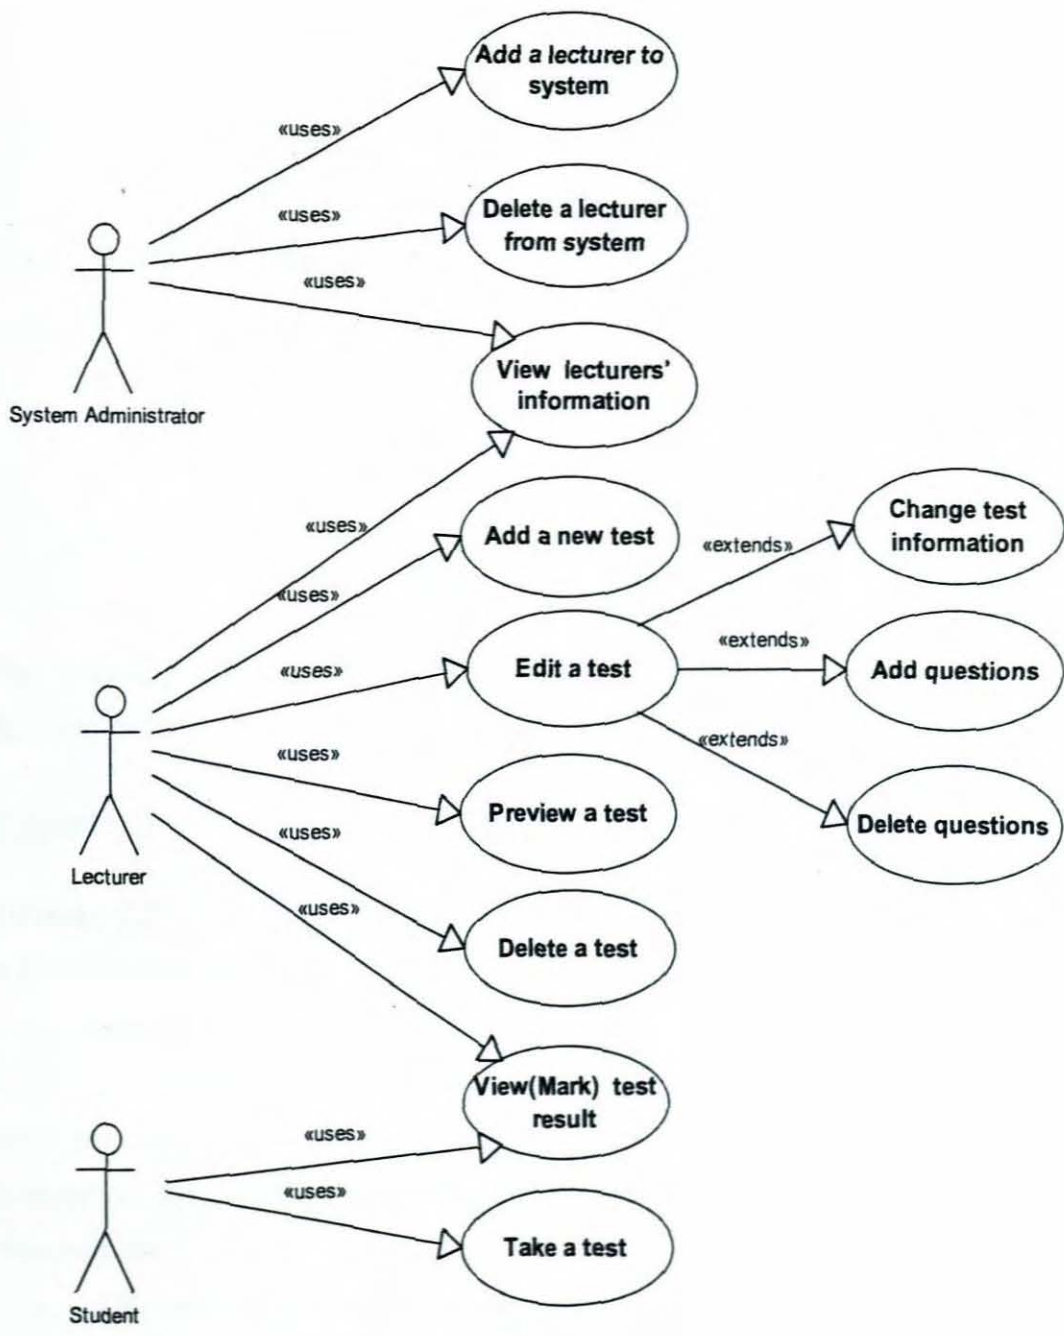 Add a lecturer to
system
«uses»
«uses»
Delete a lecturer
from system
«uses»
View lecturers'
information
System Administrator
«uses»
Add a new test
Change test
information
«extends»
«uses»
«uses»
Edit a test
«extends»
Add questions
«extends»
«uses»
Preview a test
Delete questions
«uses»
Lecturer
«uses»
Delete a test
View(Mark) test
result
«uses»
«uses»
Take a test
Student